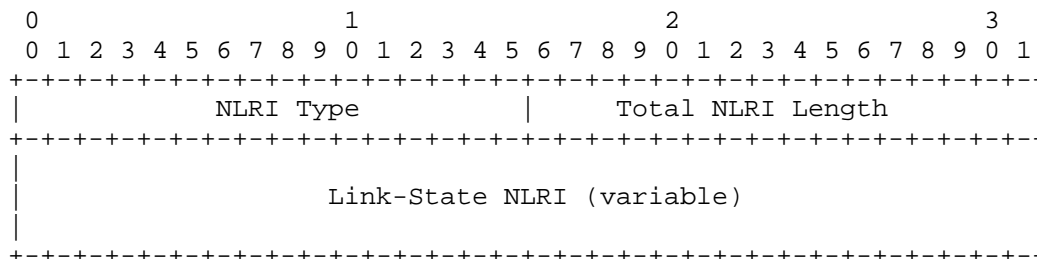 0                   1                   2                   3
 0 1 2 3 4 5 6 7 8 9 0 1 2 3 4 5 6 7 8 9 0 1 2 3 4 5 6 7 8 9 0 1
+-+-+-+-+-+-+-+-+-+-+-+-+-+-+-+-+-+-+-+-+-+-+-+-+-+-+-+-+-+-+-+-
|            NLRI Type          |     Total NLRI Length
+-+-+-+-+-+-+-+-+-+-+-+-+-+-+-+-+-+-+-+-+-+-+-+-+-+-+-+-+-+-+-+-
|
|                   Link-State NLRI (variable)
|
+-+-+-+-+-+-+-+-+-+-+-+-+-+-+-+-+-+-+-+-+-+-+-+-+-+-+-+-+-+-+-+-